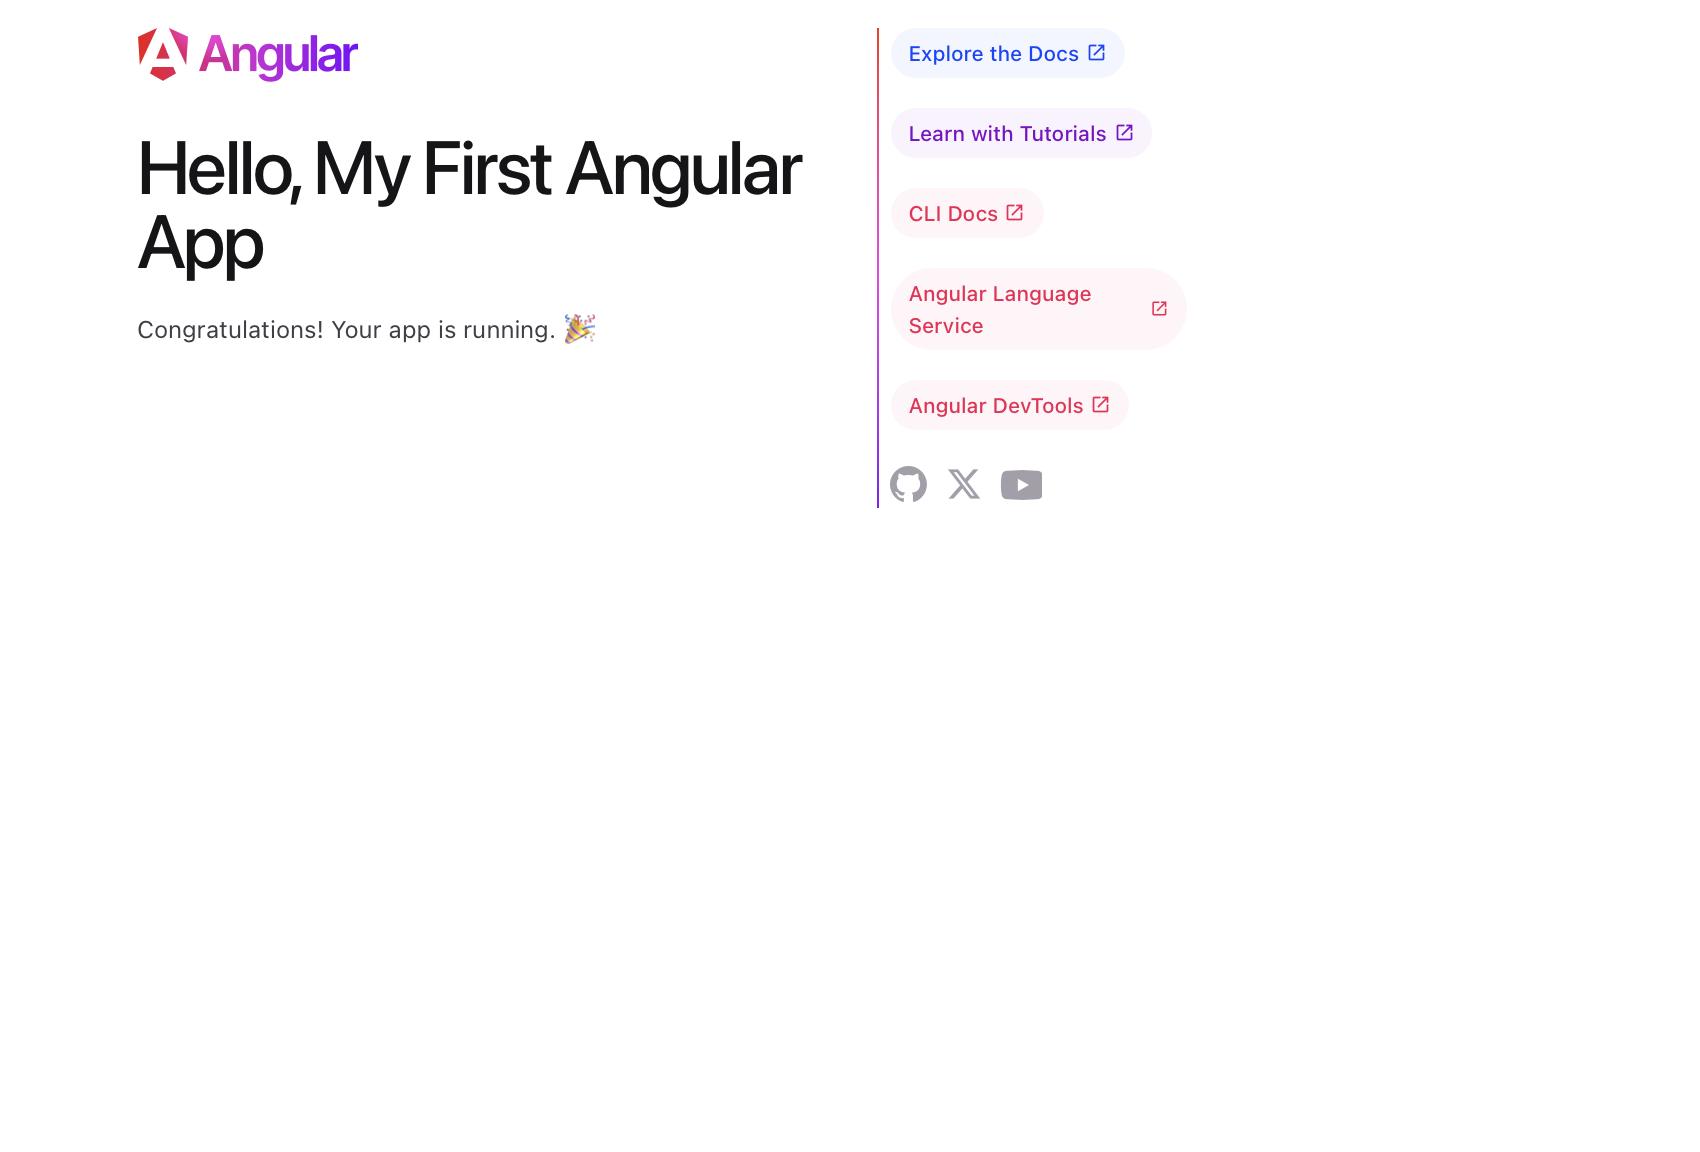 Angular
Hello, My First Angular
App
Congratulations! Your app is running. 🎉
Explore the Docs
Learn with Tutorials
CLI Docs
Angular Language
Service
Angular DevTools